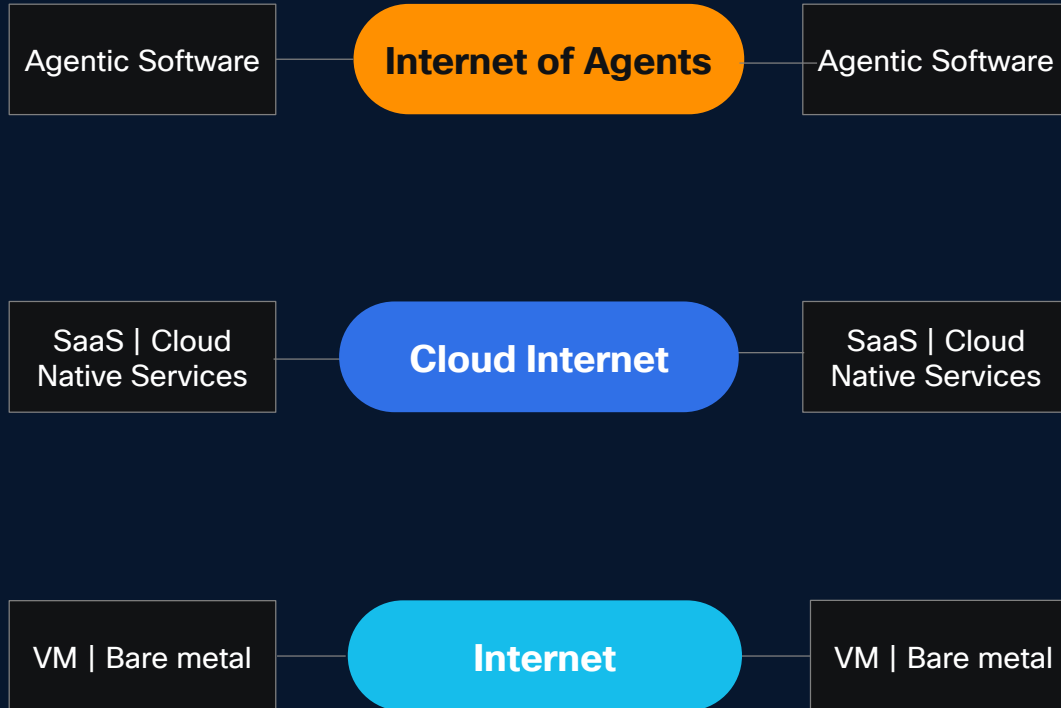 Agentic Software
Internet of Agents
Agentic Software
SaaS | Cloud
Native Services
Cloud Internet
SaaS | Cloud
Native Services
VM | Bare metal
Internet
VM | Bare metal